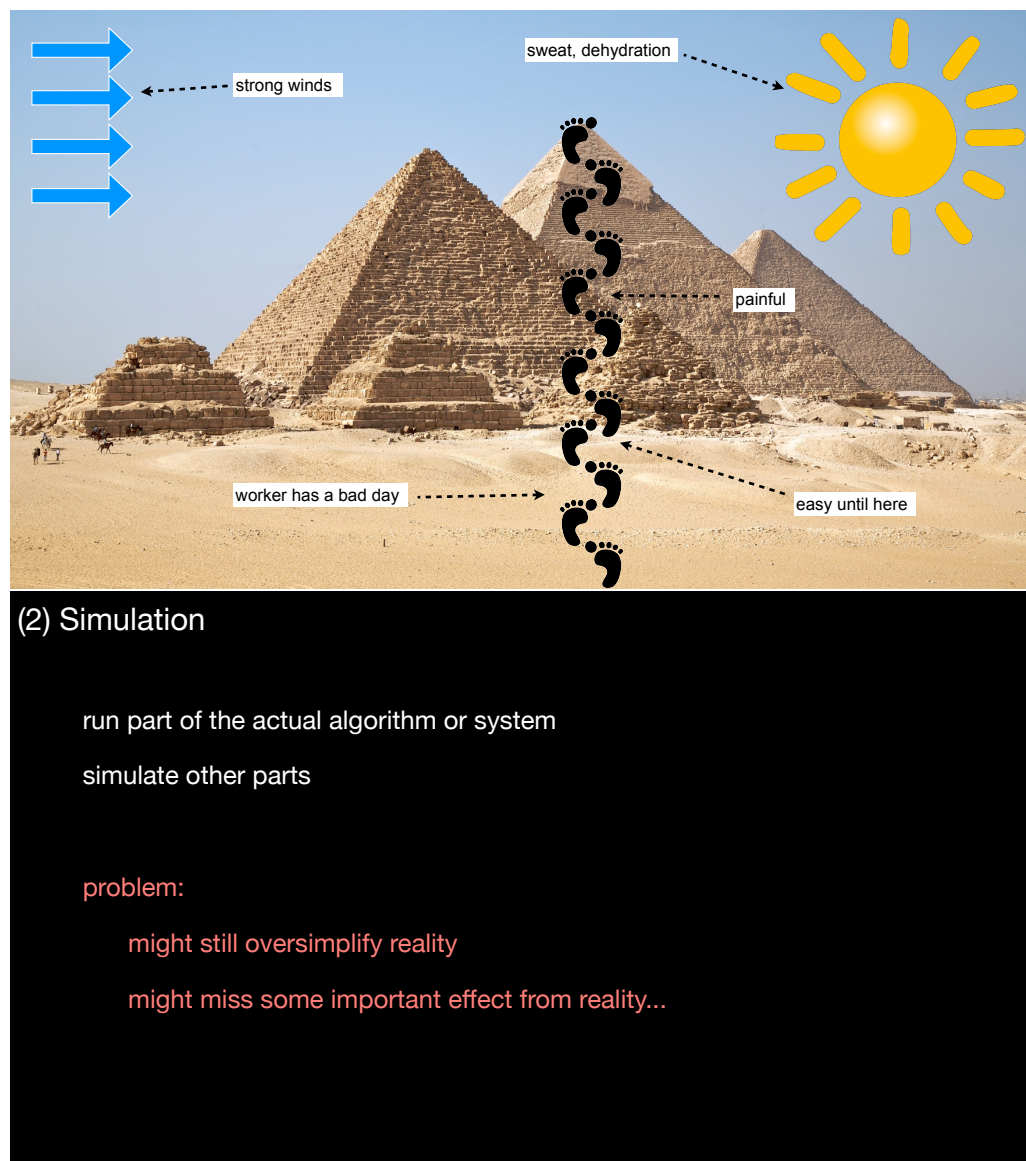 sweat, dehydration
strong winds
painful
worker has a bad day
easy until here
(2) Simulation
run part of the actual algorithm or system
simulate other parts
problem:
might still oversimplify reality
might miss some important effect from reality...